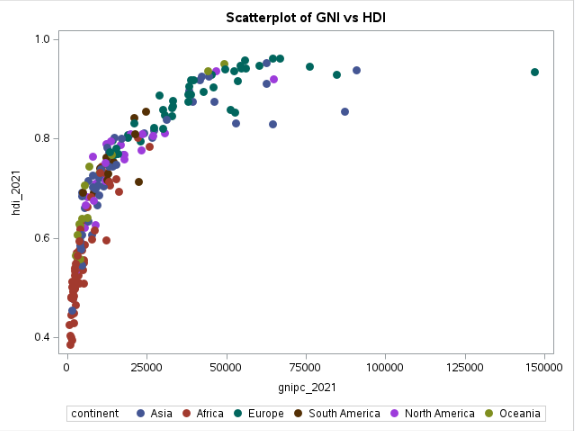 Scatterplot of GNI vs HDI
1.0
0.8
0.6
0.4
hdi_2021
0 25000 50000 75000 100000 125000 150000
gnipc_2021
continent Asia Africa Europe South America North America Oceania